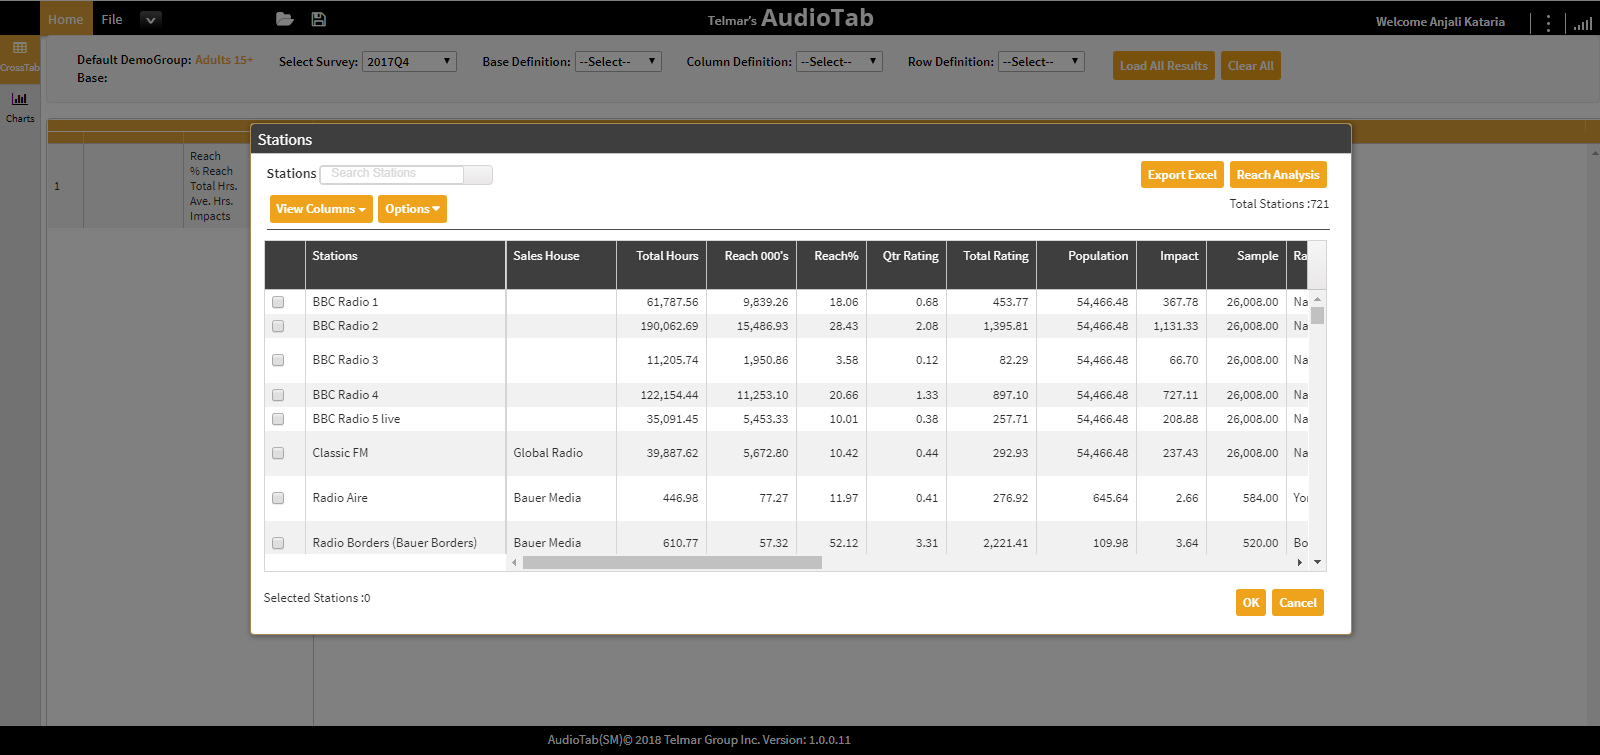 Home File Telmar's AudioTab Welcome Anjali Kataria
CrossTab
Charts
Default DemoGroup: Adults 15+ Select Survey: 2017Q4 Base Definition: --Select-- Column Definition: --Select-- Row Definition: --Select-- Load All Results Clear All
Base:
1
Reach
% Reach
Total Hrs.
Ave. Hrs.
Impacts
Stations
Stations Search Stations Export Excel Reach Analysis
View Columns Options Total Stations :721
Stations Sales House Total Hours Reach 000's Reach% Qtr Rating Total Rating Population Impact Sample Ra
BBC Radio 1 61,787.56 9,839.26 18.06 0.68 453.77 54,466.48 367.78 26,008.00 Na
BBC Radio 2 190,062.69 15,486.93 28.43 2.08 1,395.81 54,466.48 1,131.33 26,008.00 Na
BBC Radio 3 11,205.74 1,950.86 3.58 0.12 82.29 54,466.48 66.70 26,008.00 Na
BBC Radio 4 122,154.44 11,253.10 20.66 1.33 897.10 54,466.48 727.11 26,008.00 Na
BBC Radio 5 live 35,091.45 5,453.33 10.01 0.38 257.71 54,466.48 208.88 26,008.00 Na
Classic FM Global Radio 39,887.62 5,672.80 10.42 0.44 292.93 54,466.48 237.43 26,008.00 Na
Radio Aire Bauer Media 446.98 77.27 11.97 0.41 276.92 645.64 2.66 584.00 Yo
Radio Borders (Bauer Borders) Bauer Media 610.77 57.32 52.12 3.31 2,221.41 109.98 3.64 520.00 Bo
Selected Stations :0 OK Cancel
AudioTab(SM)© 2018 Telmar Group Inc. Version: 1.0.0.11